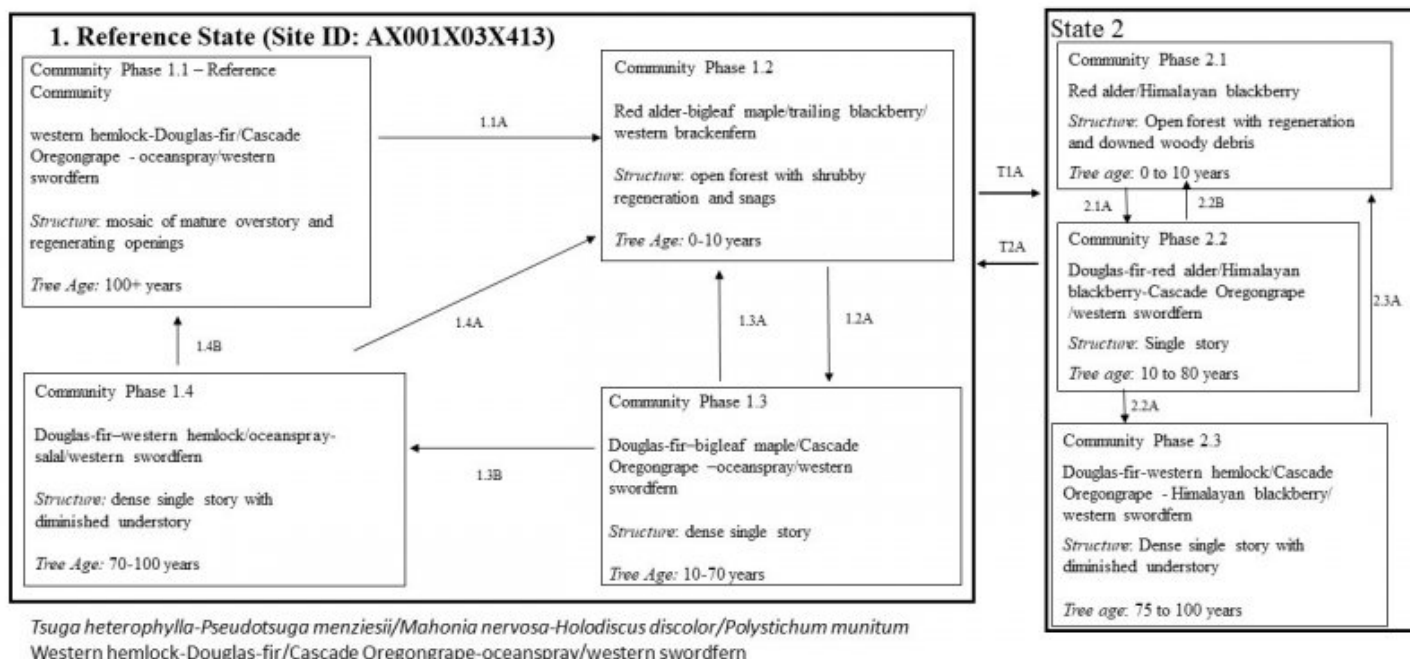 1. Reference State (Site ID: AX001X03X413)
Community Phase 1.1 – Reference
Community
western hemlock-Douglas-fir/Cascade
Oregongrape - oceanspray/western
swordfern
Structure: mosaic of mature overstory and
regenerating openings
Tree Age: 100+ years
1.1A
Community Phase 1.2
Red alder-bigleaf maple/trailing blackberry/
western brackenfern
Structure: open forest with shrubby
regeneration and snags
Tree Age: 0-10 years
1.4B
1.4A
1.3A
1.2A
Community Phase 1.4
Douglas-fir–western hemlock/oceanspray-
salal/western swordfern
Structure: dense single story with
diminished understory
Tree Age: 70-100 years
1.3B
Community Phase 1.3
Douglas-fir–bigleaf maple/Cascade
Oregongrape –oceanspray/western
swordfern
Structure: dense single story
Tree Age: 10-70 years
T1A
T2A
State 2
Community Phase 2.1
Red alder/Himalayan blackberry
Structure: Open forest with regeneration
and downed woody debris
Tree age: 0 to 10 years
2.1A
2.2B
Community Phase 2.2
Douglas-fir-red alder/Himalayan
blackberry-Cascade Oregongrape
/western swordfern
Structure: Single story
Tree age: 10 to 80 years
2.3A
2.2A
Community Phase 2.3
Douglas-fir-western hemlock/Cascade
Oregongrape - Himalayan blackberry/
western swordfern
Structure: Dense single story with
diminished understory
Tree age: 75 to 100 years
Tsuga heterophylla-Pseudotsuga menziesii/Mahonia nervosa-Holodiscus discolor/Polystichum munitum
Western hemlock-Douglas-fir/Cascade Oregongrape-oceanspray/western swordfern